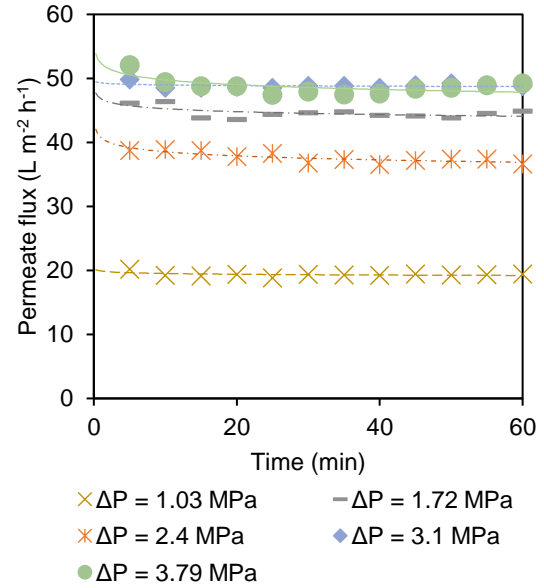 Permeate flux (L m⁻² h⁻¹)
60
50
40
30
20
10
0
0 20 40 60
Time (min)
ΔP = 1.03 MPa ΔP = 1.72 MPa
ΔP = 2.4 MPa ΔP = 3.1 MPa
ΔP = 3.79 MPa